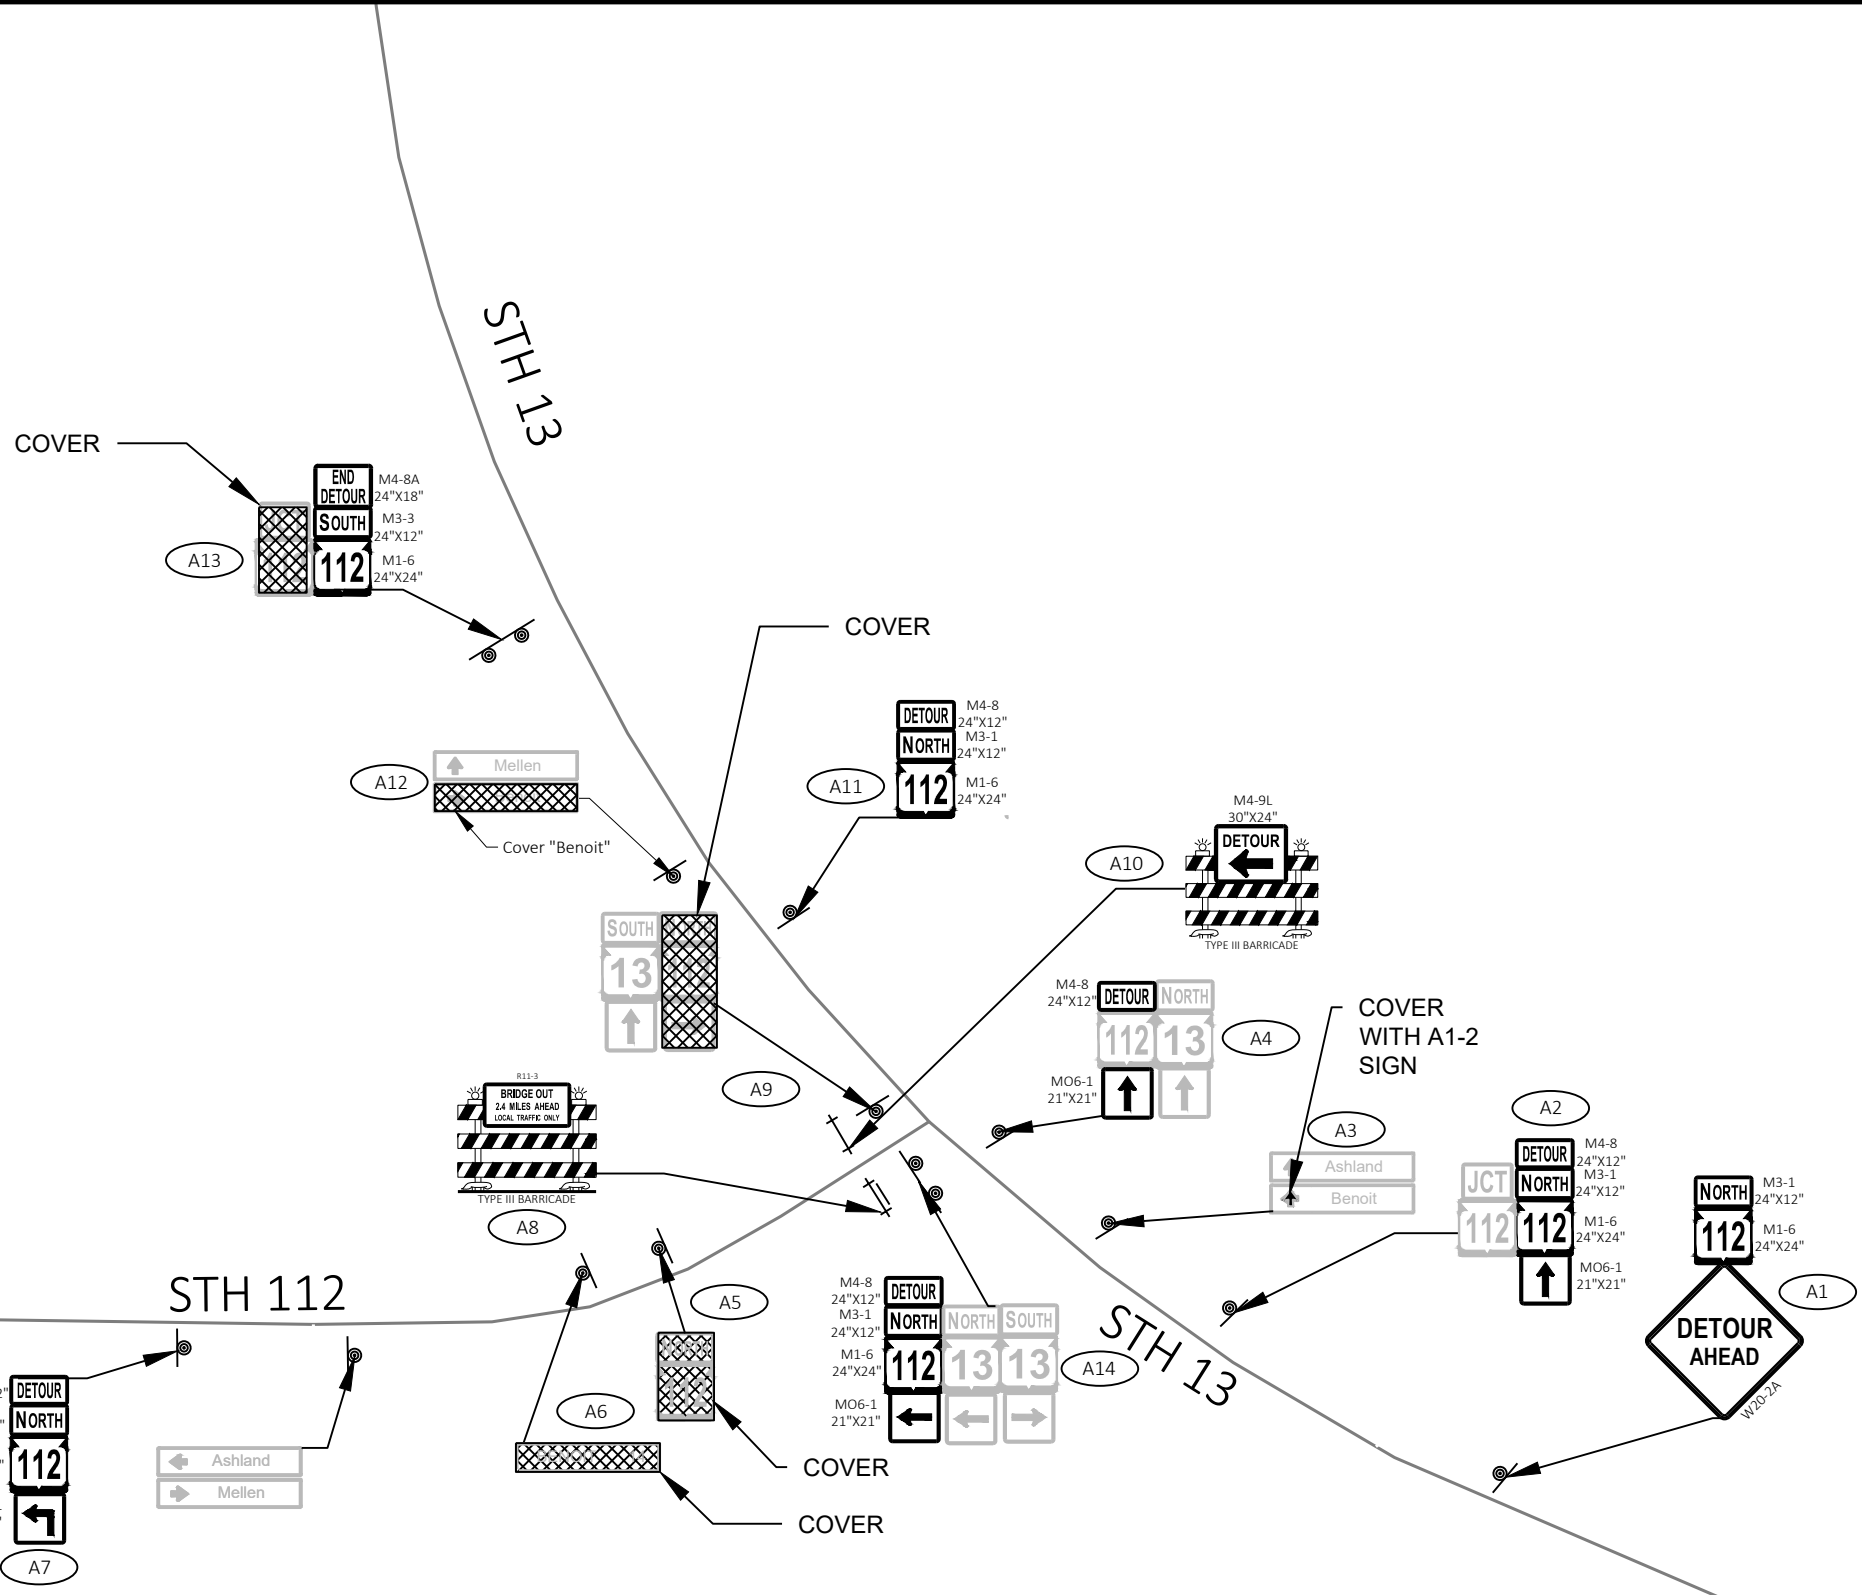 STH 13
COVER
END
DETOUR
SOUTH
112
M4-8A
24"X18"
M3-3
24"X12"
M1-6
24"X24"
A13
COVER
DETOUR
NORTH
112
M4-8
24"X12"
M3-1
24"X12"
M1-6
24"X24"
A11
Mellen
A12
Cover "Benoit"
M4-9L
30"X24"
DETOUR
TYPE III BARRICADE
A10
SOUTH
13
A9
M4-8
24"X12"
DETOUR
NORTH
112
13
MO6-1
21"X21"
A4
COVER
WITH A1-2
SIGN
R11-3
BRIDGE OUT
2.4 MILES AHEAD
LOCAL TRAFFIC ONLY
TYPE III BARRICADE
A8
A3
Ashland
Benoit
A2
JCT
112
DETOUR
NORTH
112
M4-8
24"X12"
M3-1
24"X12"
M1-6
24"X24"
MO6-1
21"X21"
NORTH
112
M3-1
24"X12"
M1-6
24"X24"
A1
DETOUR
AHEAD
W20-2A
STH 112
A5
NORTH
112
COVER
A6
BENOIT
COVER
M4-8
24"X12"
M3-1
24"X12"
M1-6
24"X24"
MO6-1
21"X21"
DETOUR
NORTH
112
NORTH
13
SOUTH
13
A14
STH 13
DETOUR
NORTH
112
A7
Ashland
Mellen